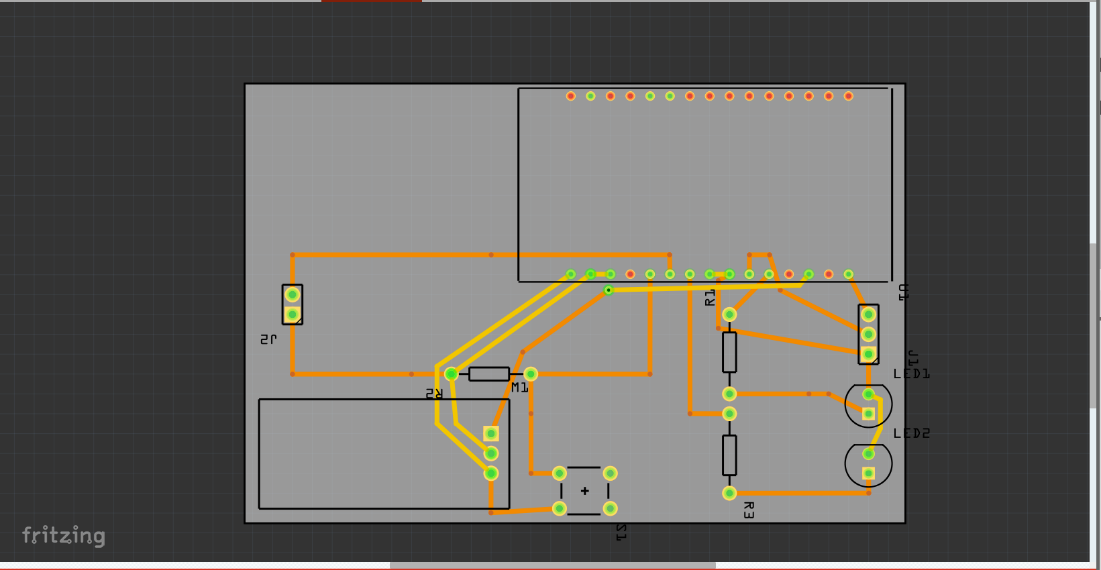 U1
R1
J2
J1
LED1
M1
R2
LED2
R3
S1
fritzing